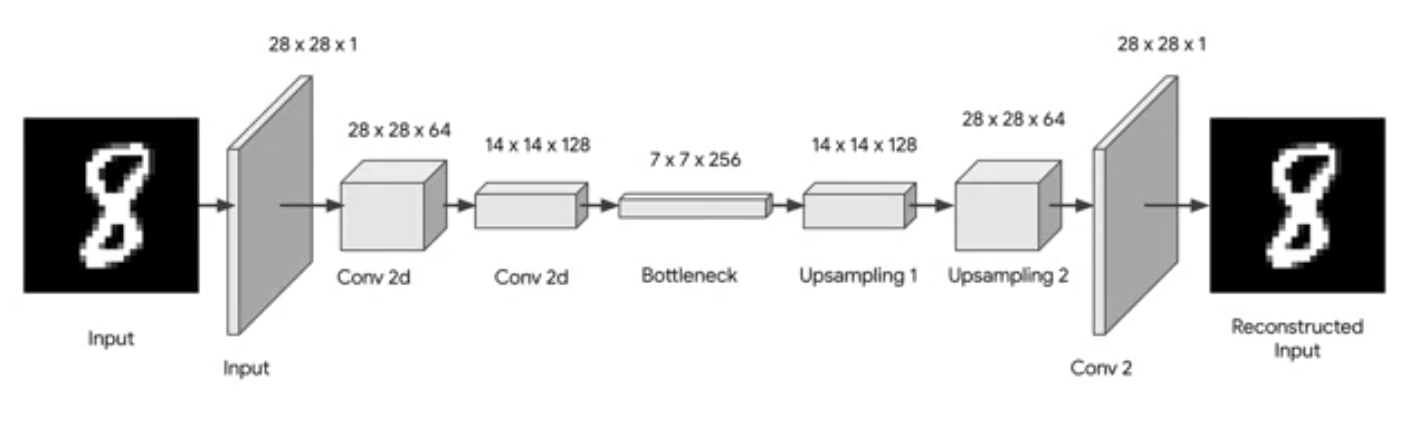 28 x 28 x 1
28 x 28 x 1
28 x 28 x 64
14 x 14 x 128
7 x 7 x 256
14 x 14 x 128
28 x 28 x 64
Conv 2d
Conv 2d
Bottleneck
Upsampling 1
Upsampling 2
Input
Input
Conv 2
Reconstructed
Input